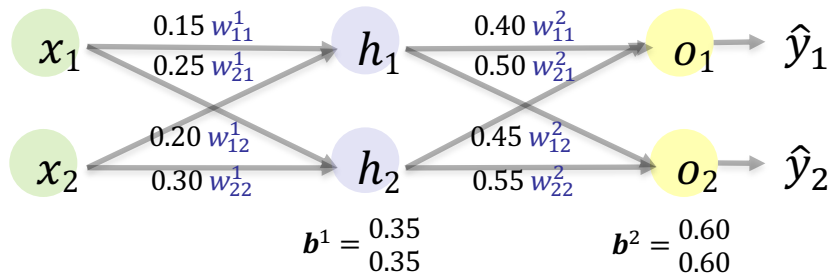 0.15 w¹₁₁ 0.40 w²₁₁
x₁ h₁ o₁ ŷ₁
0.25 w¹₂₁ 0.50 w²₂₁
0.20 w¹₁₂ 0.45 w²₁₂
x₂ h₂ o₂ ŷ₂
0.30 w¹₂₂ 0.55 w²₂₂
b¹ = 0.35 0.35 b² = 0.60 0.60